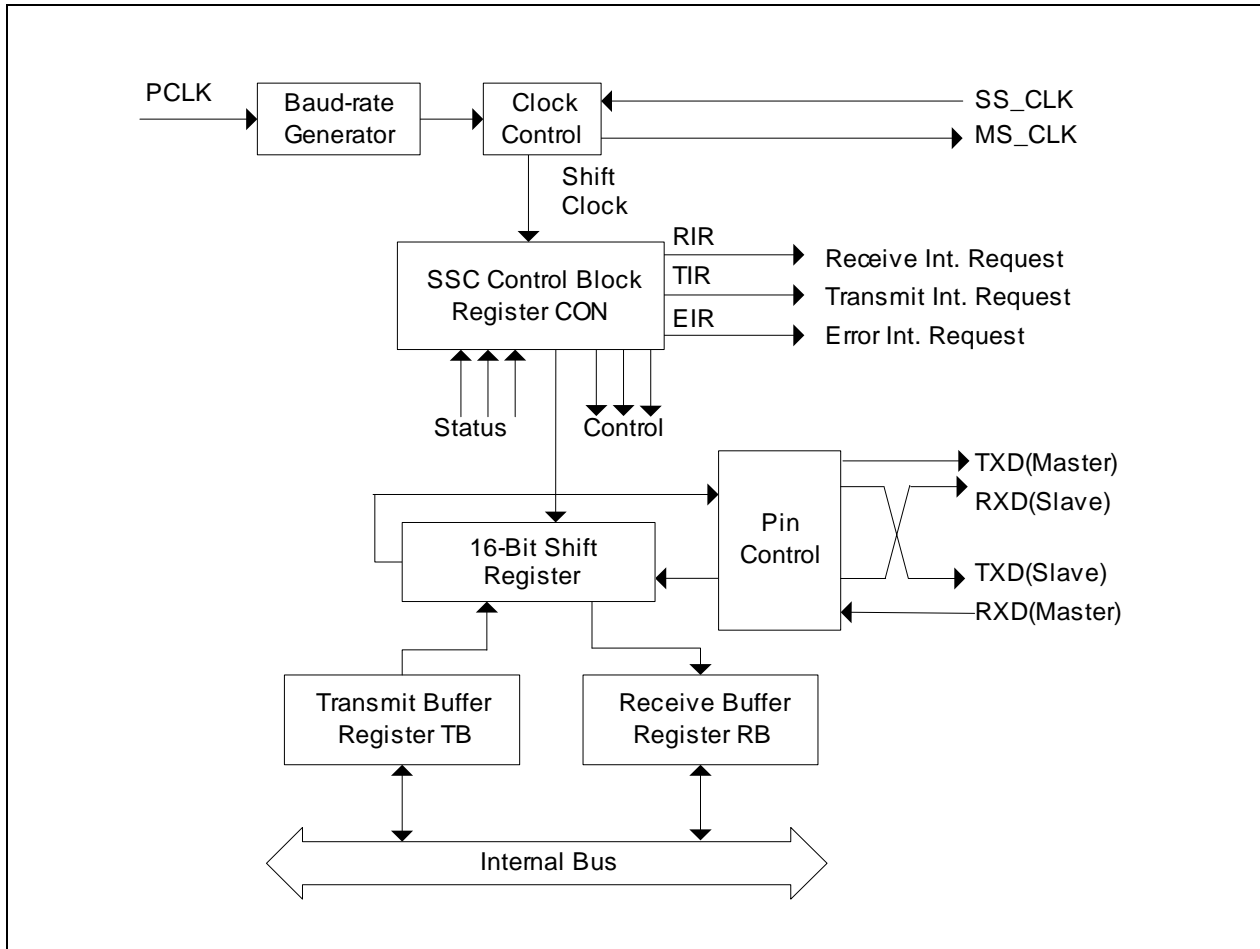 PCLK
Baud-rate
Generator
Clock
Control
SS_CLK
MS_CLK
Shift
Clock
SSC Control Block
Register CON
RIR
TIR
EIR
Receive Int. Request
Transmit Int. Request
Error Int. Request
Status
Control
16-Bit Shift
Register
Pin
Control
TXD(Master)
RXD(Slave)
TXD(Slave)
RXD(Master)
Transmit Buffer
Register TB
Receive Buffer
Register RB
Internal Bus